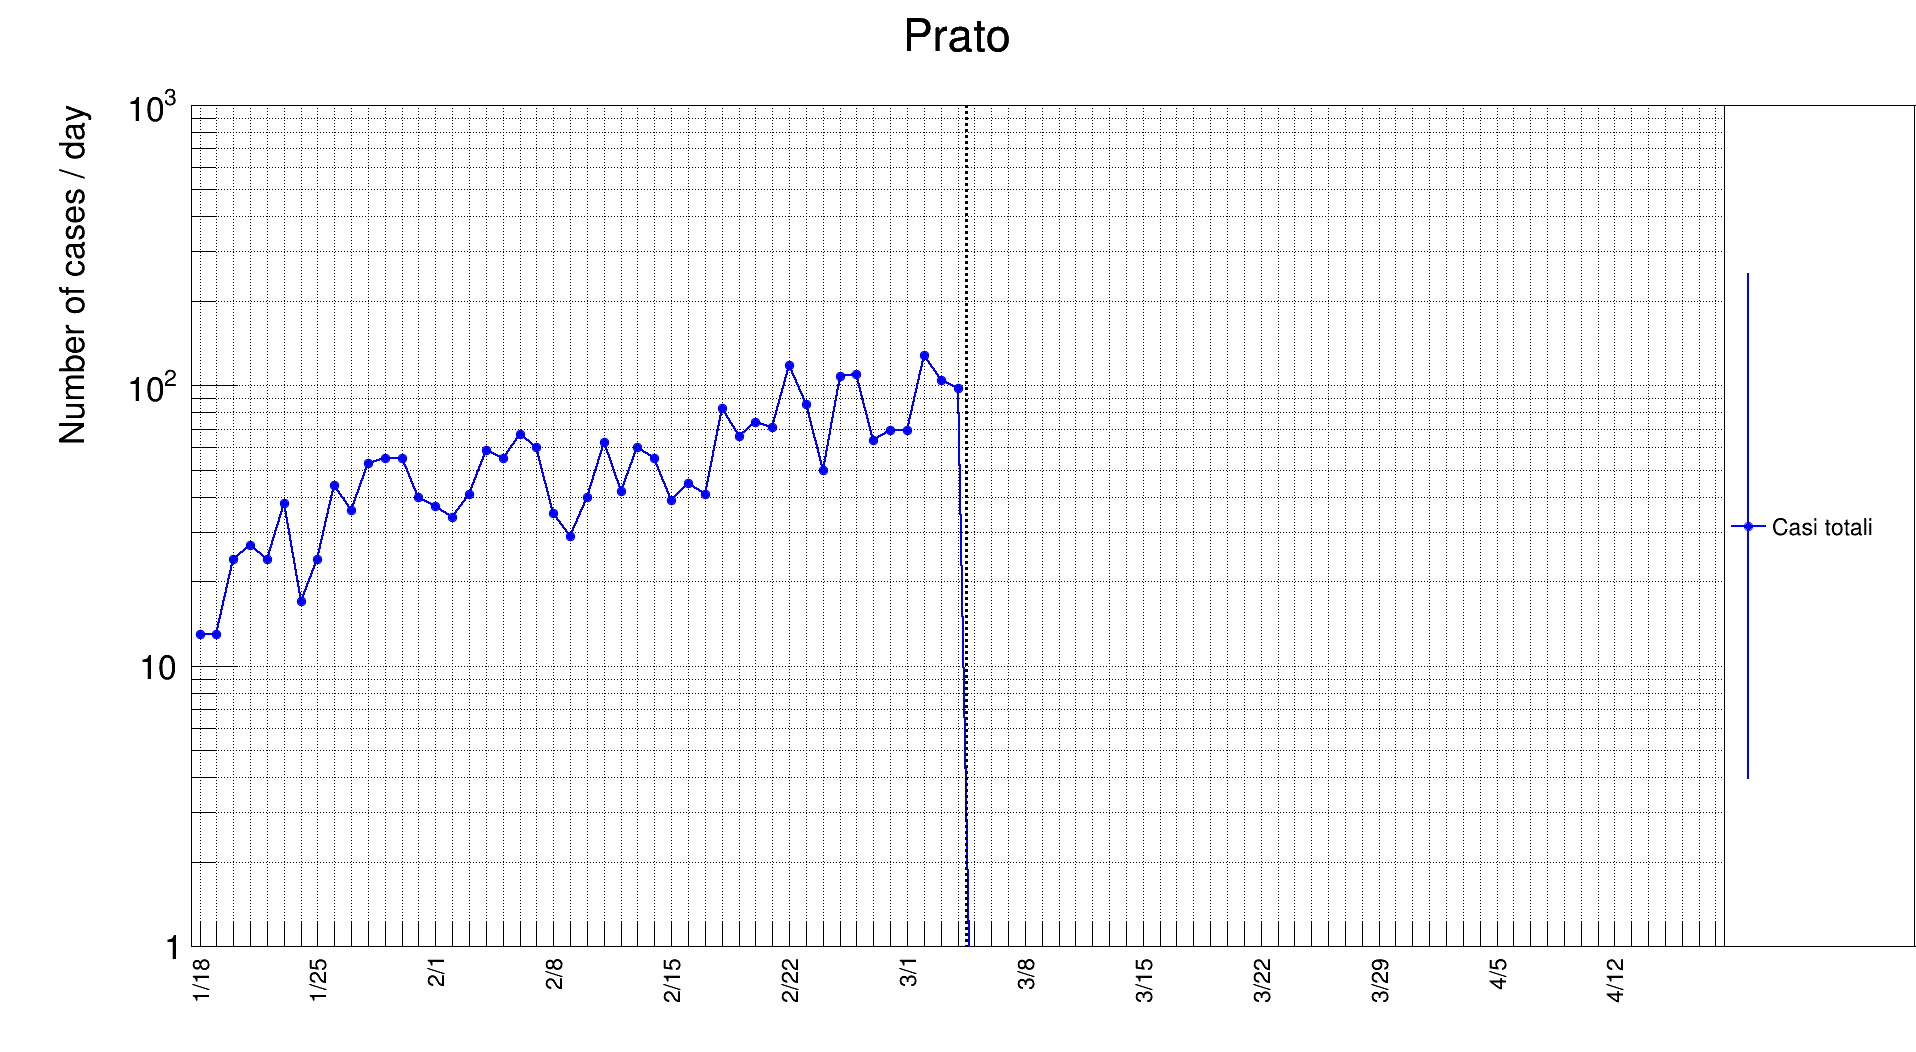 Prato
Number of cases / day
10³
10²
10
1
1/18 1/25 2/1 2/8 2/15 2/22 3/1 3/8 3/15 3/22 3/29 4/5 4/12
Casi totali